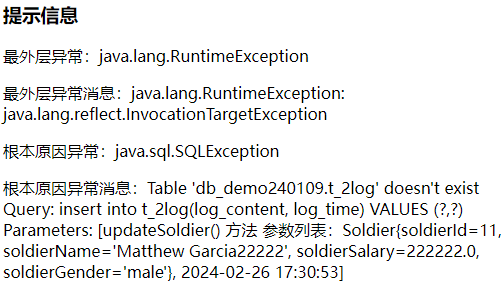 提示信息
最外层异常：java.lang.RuntimeException
最外层异常消息：java.lang.RuntimeException:
java.lang.reflect.InvocationTargetException
根本原因异常：java.sql.SQLException
根本原因异常消息：Table 'db_demo240109.t_2log' doesn't exist
Query: insert into t_2log(log_content, log_time) VALUES (?,?)
Parameters: [updateSoldier() 方法 参数列表：Soldier{soldierId=11,
soldierName='Matthew Garcia22222', soldierSalary=222222.0,
soldierGender='male'}, 2024-02-26 17:30:53]